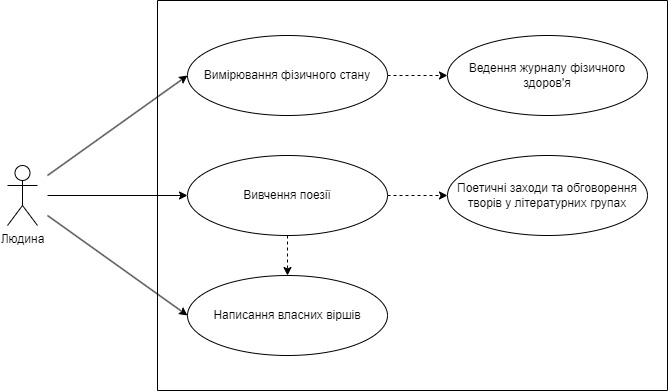 Вимірювання фізичного стану
Ведення журналу фізичного
здоров'я
Вивчення поезії
Поетичні заходи та обговорення
творів у літературних групах
Людина
Написання власних віршів